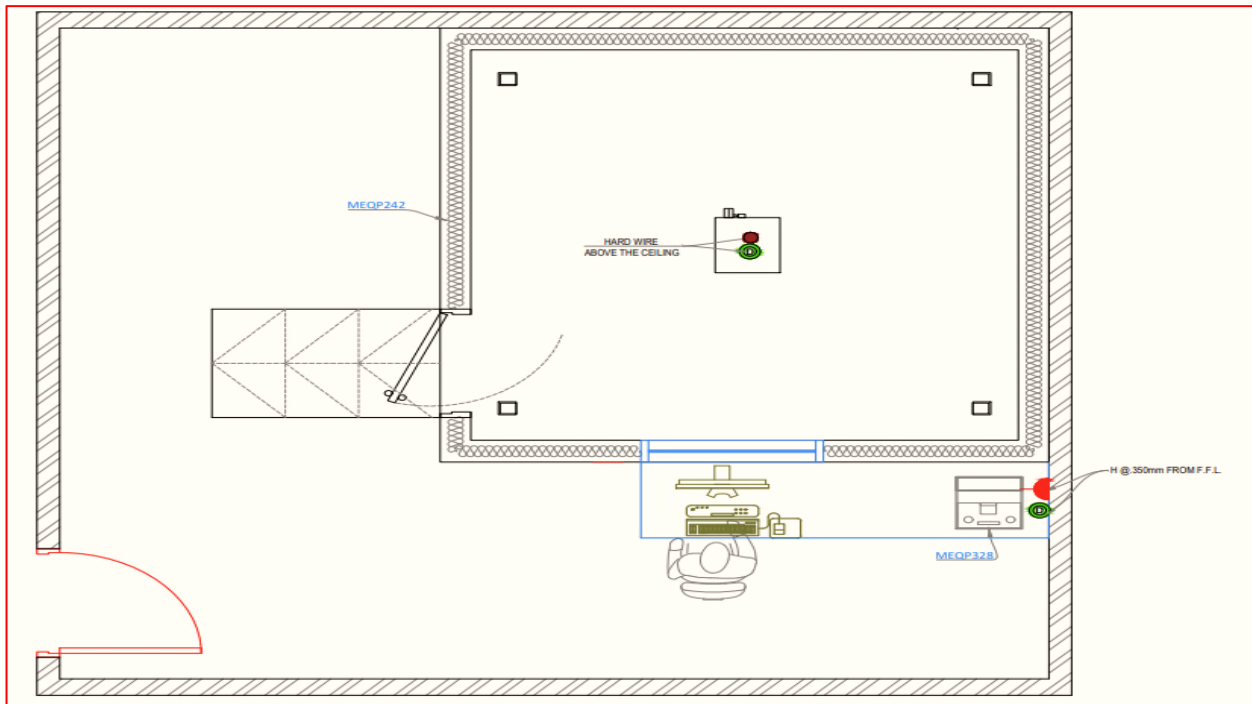 MEQP242
HARD WIRE
ABOVE THE CEILING
H @.350mm FROM F.F.L.
MEQP328